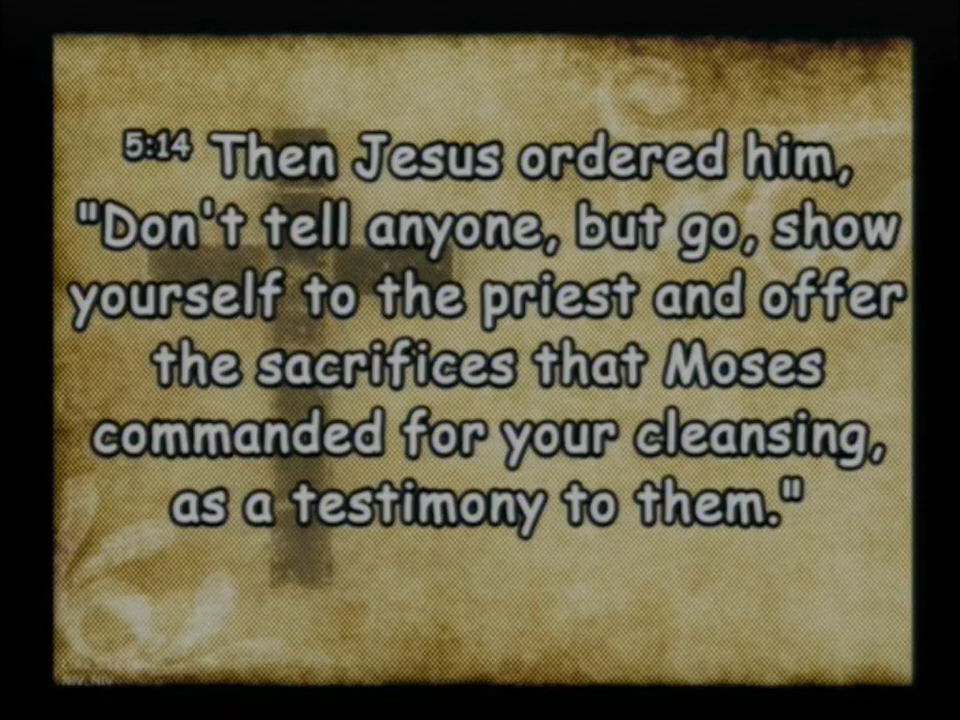 5:14 Then Jesus ordered him,
"Don't tell anyone, but go, show
yourself to the priest and offer
the sacrifices that Moses
commanded for your cleansing,
as a testimony to them."